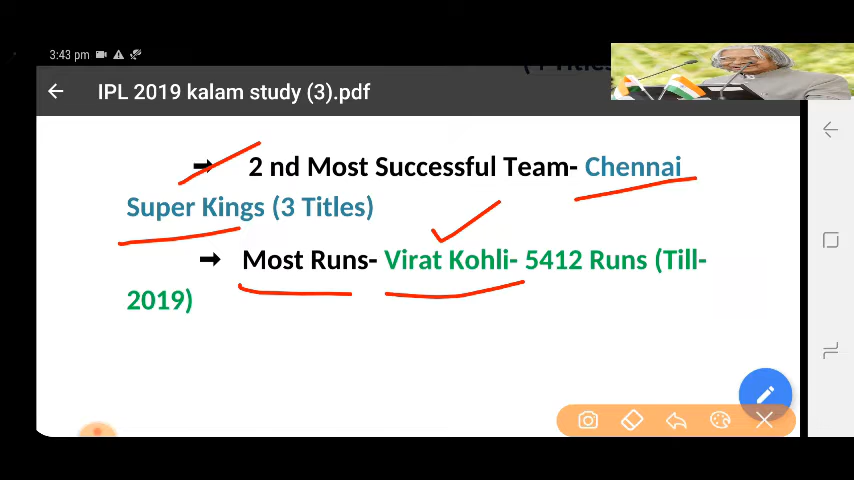 3:43 pm
IPL 2019 kalam study (3).pdf
→ 2 nd Most Successful Team- Chennai
Super Kings (3 Titles)
→ Most Runs- Virat Kohli- 5412 Runs (Till-
2019)